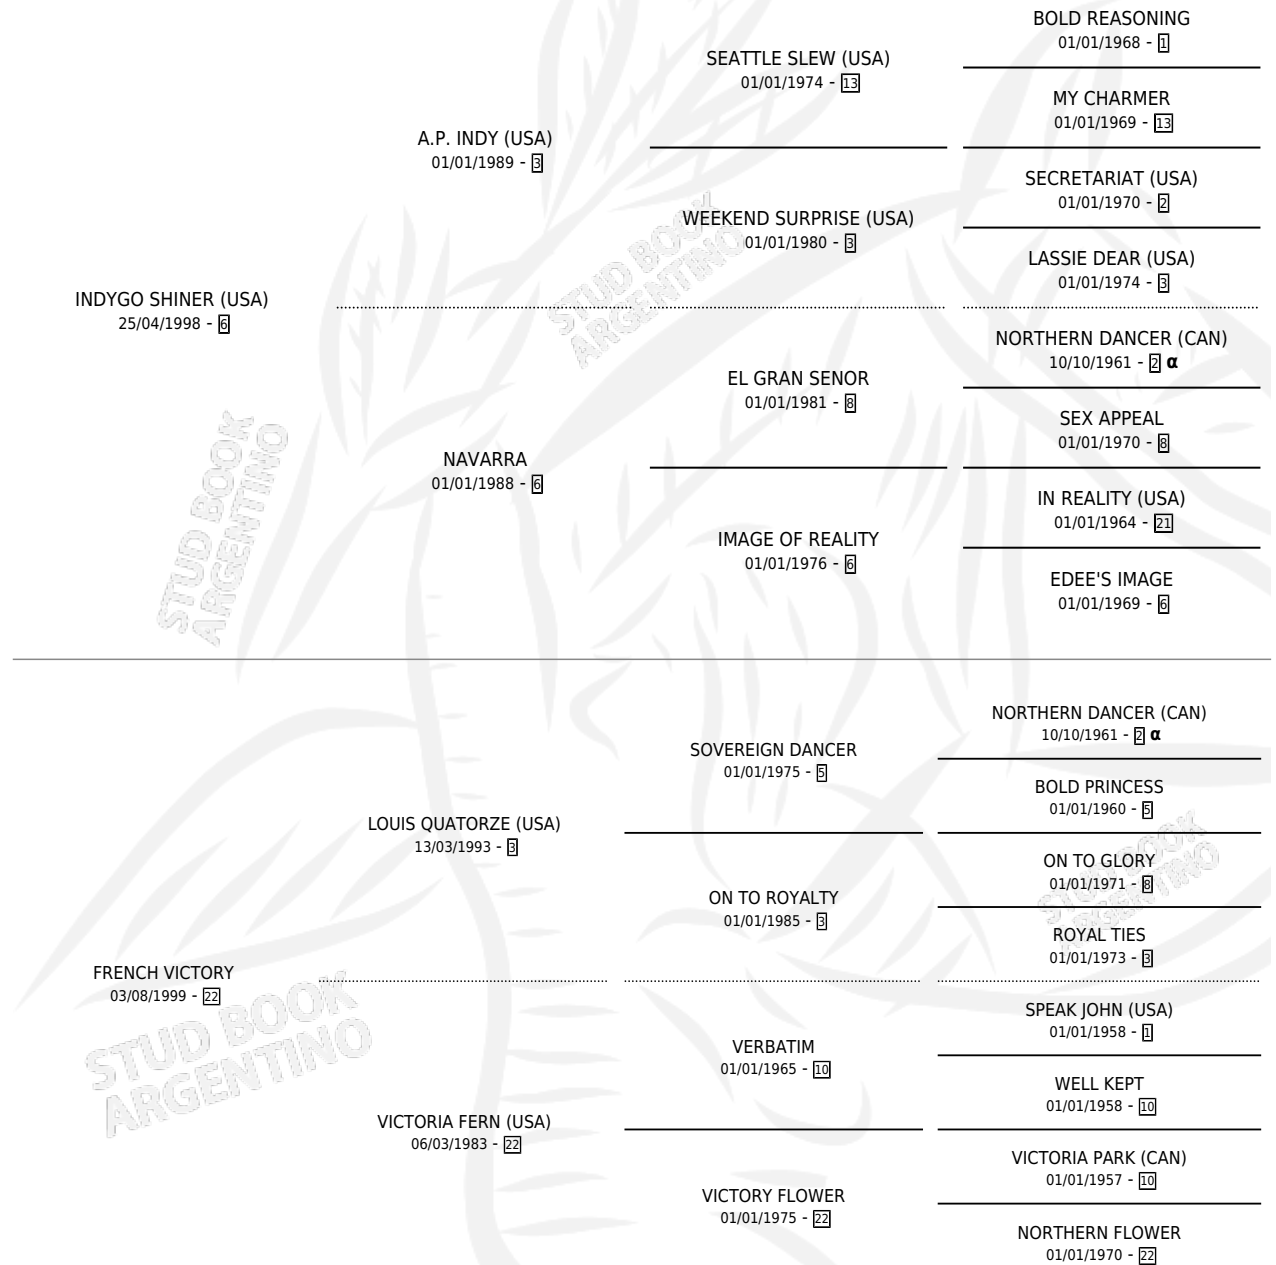 BOLD REASONING
01/01/1968 - 1
SEATTLE SLEW (USA)
01/01/1974 - 13
MY CHARMER
01/01/1969 - 13
A.P. INDY (USA)
01/01/1989 - 3
SECRETARIAT (USA)
01/01/1970 - 2
WEEKEND SURPRISE (USA)
01/01/1980 - 3
LASSIE DEAR (USA)
01/01/1974 - 3
INDYGO SHINER (USA)
25/04/1998 - 6
NORTHERN DANCER (CAN)
10/10/1961 - 2 α
EL GRAN SENOR
01/01/1981 - 8
SEX APPEAL
01/01/1970 - 8
NAVARRA
01/01/1988 - 6
IN REALITY (USA)
01/01/1964 - 21
IMAGE OF REALITY
01/01/1976 - 6
EDEE'S IMAGE
01/01/1969 - 6
NORTHERN DANCER (CAN)
10/10/1961 - 2 α
SOVEREIGN DANCER
01/01/1975 - 5
BOLD PRINCESS
01/01/1960 - 5
LOUIS QUATORZE (USA)
13/03/1993 - 3
ON TO GLORY
01/01/1971 - 8
ON TO ROYALTY
01/01/1985 - 3
ROYAL TIES
01/01/1973 - 3
FRENCH VICTORY
03/08/1999 - 22
SPEAK JOHN (USA)
01/01/1958 - 1
VERBATIM
01/01/1965 - 10
WELL KEPT
01/01/1958 - 10
VICTORIA FERN (USA)
06/03/1983 - 22
VICTORIA PARK (CAN)
01/01/1957 - 10
VICTORY FLOWER
01/01/1975 - 22
NORTHERN FLOWER
01/01/1970 - 22
STUD BOOK
ARGENTINO
STUD BOOK
ARGENTINO
STUD BOOK
ARGENTINO
STUD BOOK
ARGENTINO